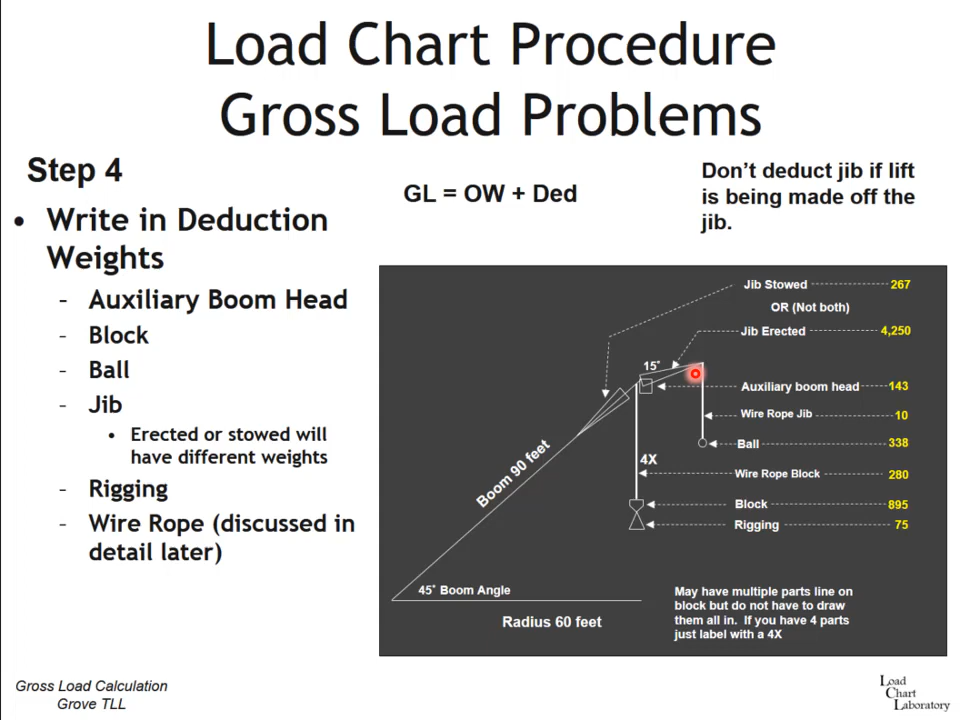 Load Chart Procedure
Gross Load Problems
Step 4
• Write in Deduction
Weights
- Auxiliary Boom Head
- Block
- Ball
- Jib
• Erected or stowed will
have different weights
- Rigging
- Wire Rope (discussed in
detail later)
GL = OW + Ded
Don't deduct jib if lift
is being made off the
jib.
Jib Stowed 267
OR (Not both)
Jib Erected 4,250
15°
Auxiliary boom head 143
Wire Rope Jib 10
Ball 338
4X
Wire Rope Block 280
Block 895
Rigging 75
Boom 90 feet
45° Boom Angle
Radius 60 feet
May have multiple parts line on
block but do not have to draw
them all in. If you have 4 parts
just label with a 4X
Gross Load Calculation
Grove TLL
Load
Chart
Laboratory